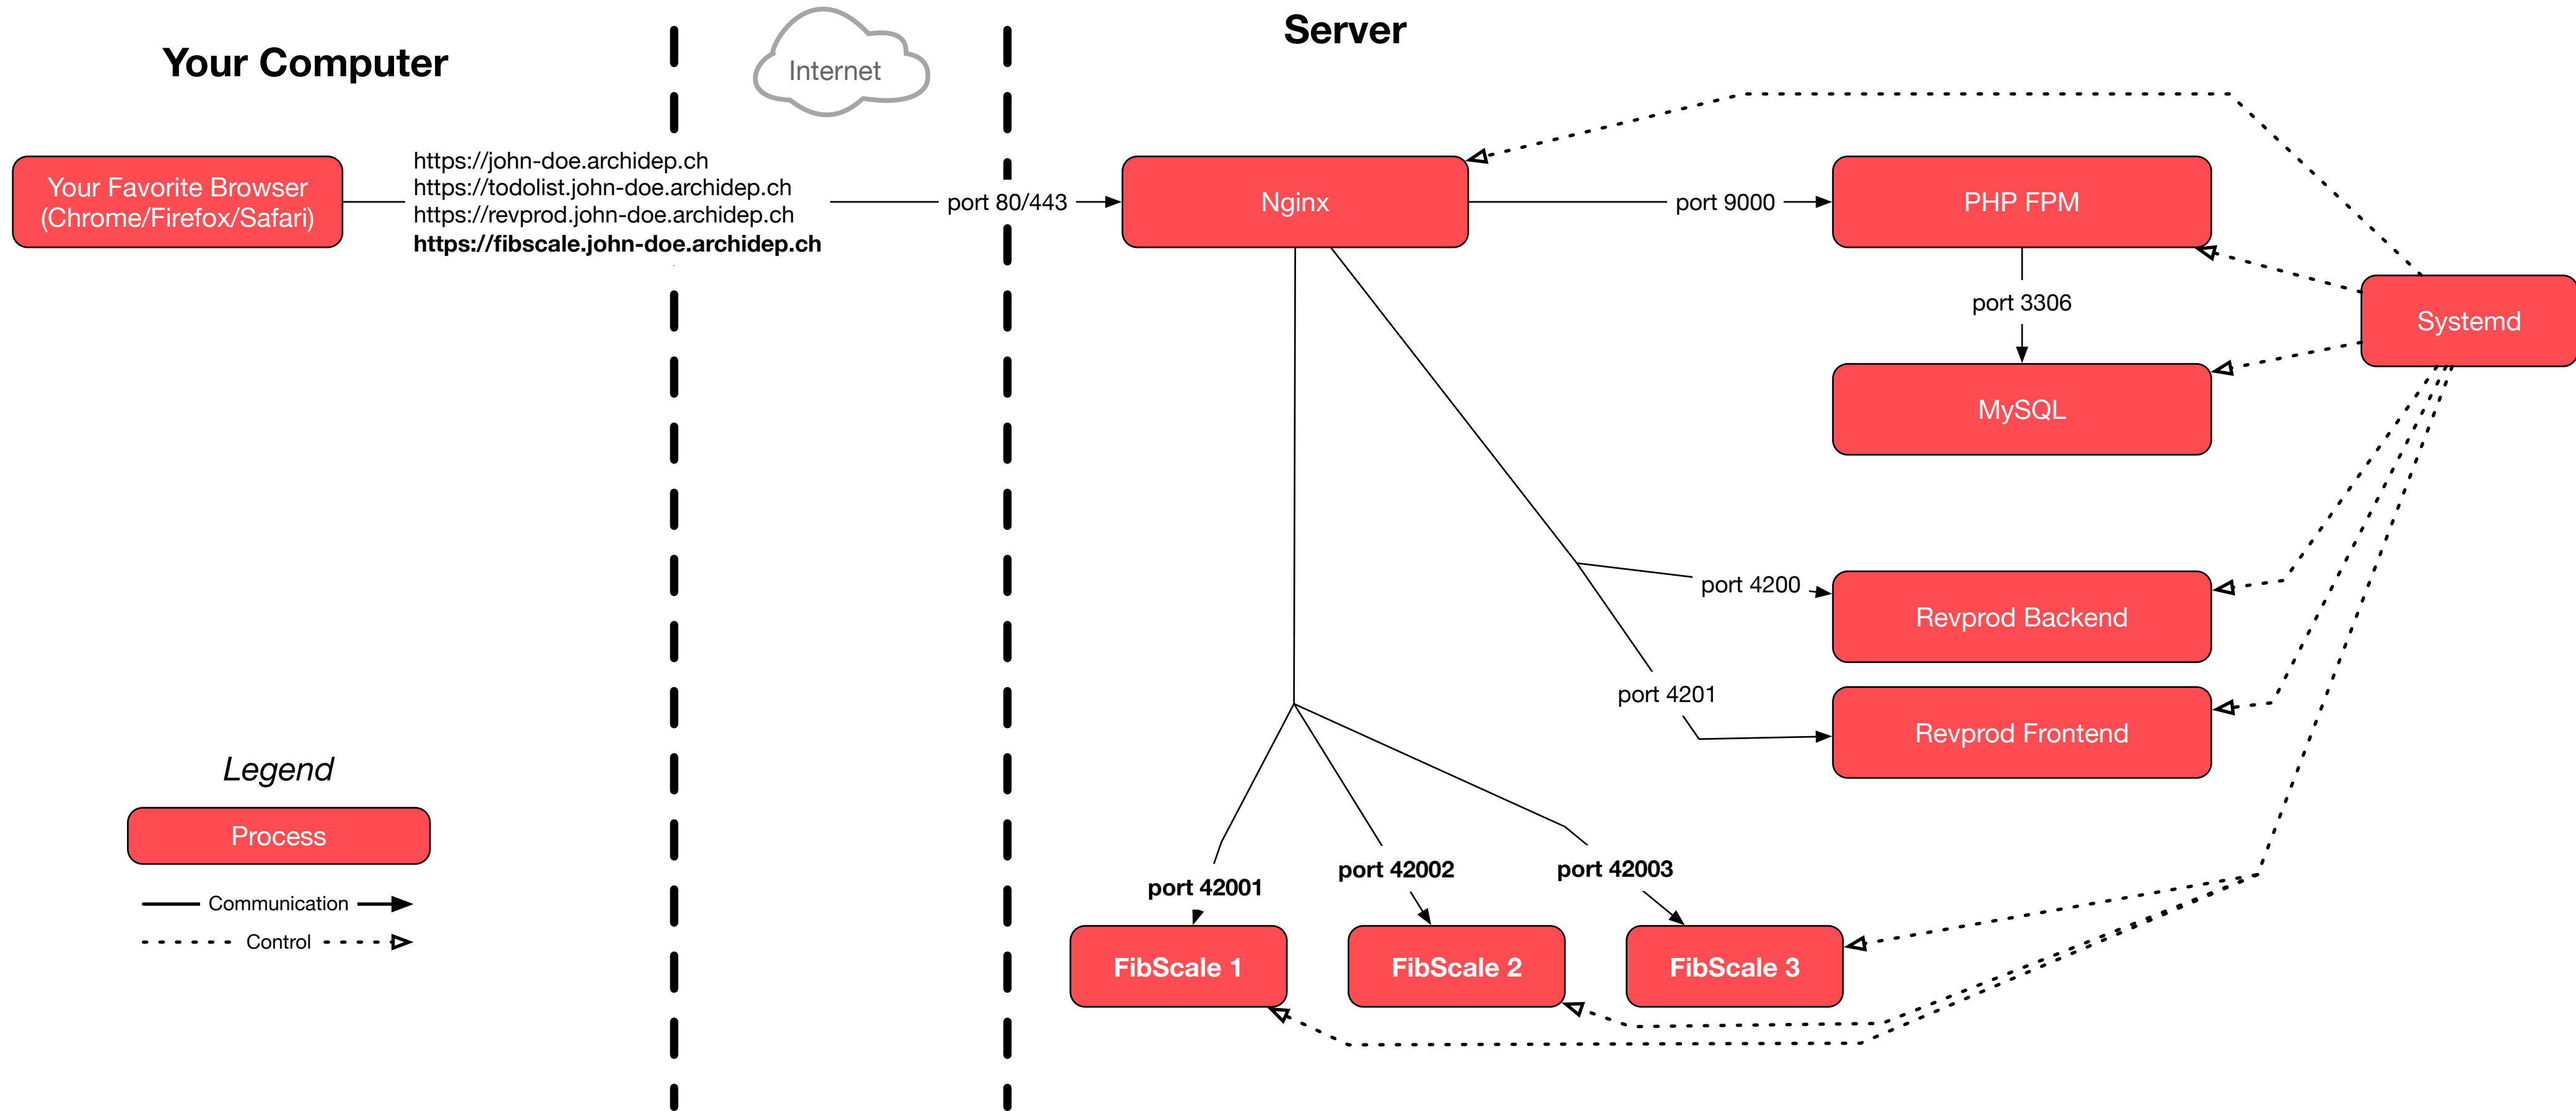 Your Computer
Internet
Server
Your Favorite Browser
(Chrome/Firefox/Safari)
https://john-doe.archidep.ch
https://todolist.john-doe.archidep.ch
https://revprod.john-doe.archidep.ch
https://fibscale.john-doe.archidep.ch
port 80/443
Nginx
port 9000
PHP FPM
port 3306
Systemd
MySQL
port 4200
Revprod Backend
port 4201
Revprod Frontend
Legend
Process
Communication
Control
port 42001
port 42002
port 42003
FibScale 1
FibScale 2
FibScale 3